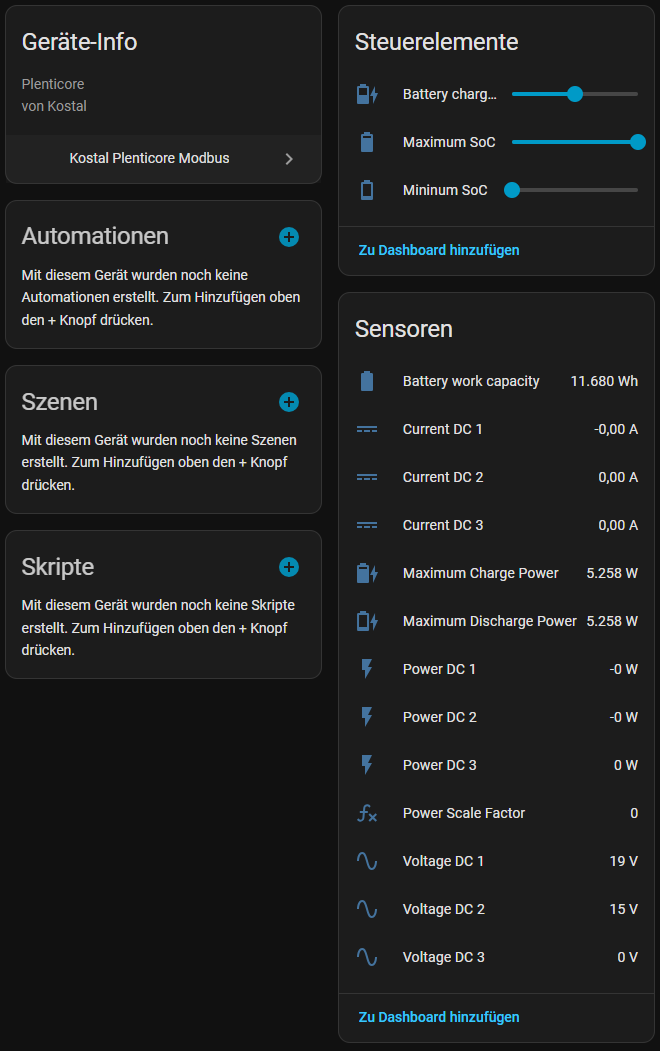 Geräte-Info
Plenticore
von Kostal
Kostal Plenticore Modbus
Automationen
Mit diesem Gerät wurden noch keine
Automationen erstellt. Zum Hinzufügen oben
den + Knopf drücken.
Szenen
Mit diesem Gerät wurden noch keine Szenen
erstellt. Zum Hinzufügen oben den + Knopf
drücken.
Skripte
Mit diesem Gerät wurden noch keine Skripte
erstellt. Zum Hinzufügen oben den + Knopf
drücken.
Steuerelemente
Battery charg...
Maximum SoC
Mininum SoC
Zu Dashboard hinzufügen
Sensoren
Battery work capacity 11.680 Wh
Current DC 1 -0,00 A
Current DC 2 0,00 A
Current DC 3 0,00 A
Maximum Charge Power 5.258 W
Maximum Discharge Power 5.258 W
Power DC 1 -0 W
Power DC 2 -0 W
Power DC 3 0 W
Power Scale Factor 0
Voltage DC 1 19 V
Voltage DC 2 15 V
Voltage DC 3 0 V
Zu Dashboard hinzufügen